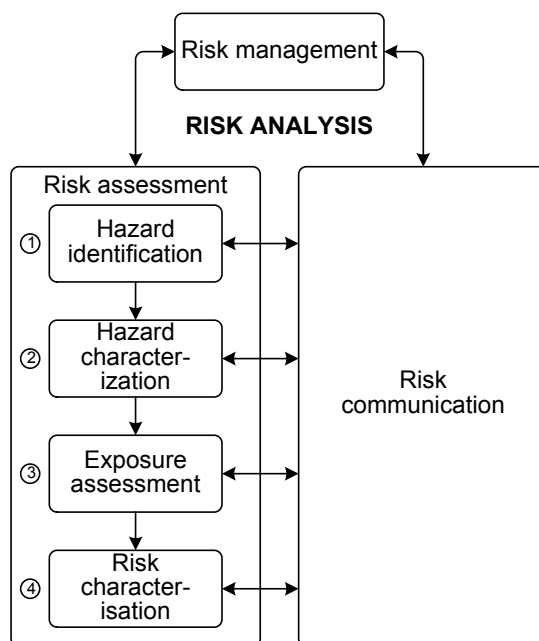 Risk management
RISK ANALYSIS
Risk assessment
① Hazard
identification
② Hazard
character-
ization
③ Exposure
assessment
④ Risk
character-
isation
Risk
communication